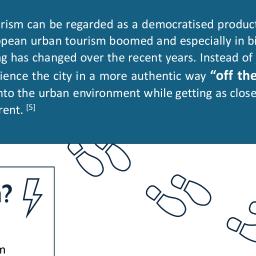 rism can be regarded as a democratised product
pean urban tourism boomed and especially in bi
g has changed over the recent years. Instead of
ience the city in a more authentic way "off the
nto the urban environment while getting as close
rent. [5]
?
m